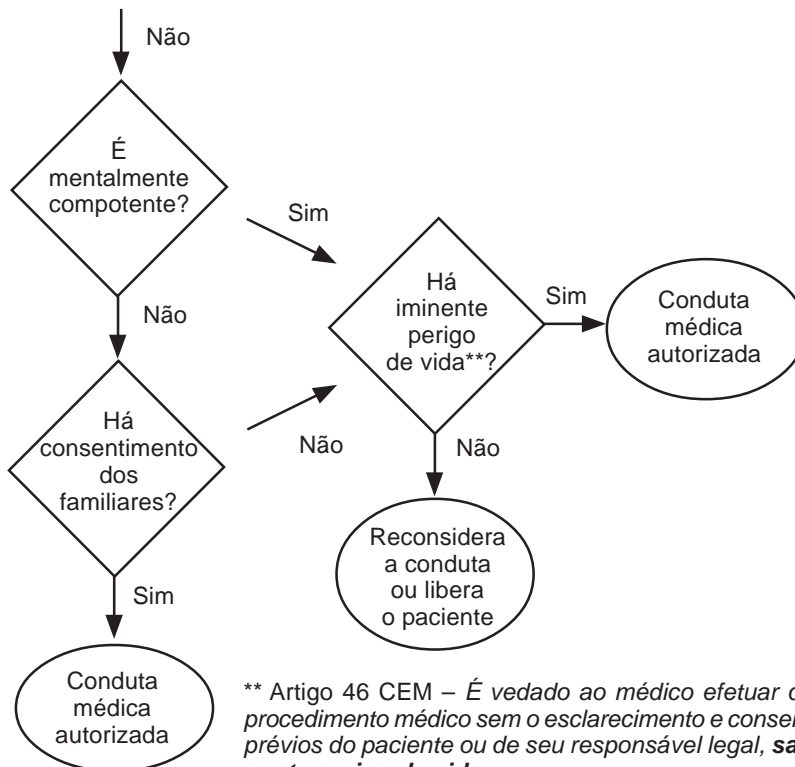 Não
É
mentalmente
compotente?
Sim
Não
Há
iminente
perigo
de vida**?
Sim
Conduta
médica
autorizada
Há
consentimento
dos
familiares?
Não
Não
Reconsidera
a conduta
ou libera
o paciente
Sim
Conduta
médica
autorizada
** Artigo 46 CEM – É vedado ao médico efetuar
procedimento médico sem o esclarecimento e
prévios do paciente ou de seu responsável legal,